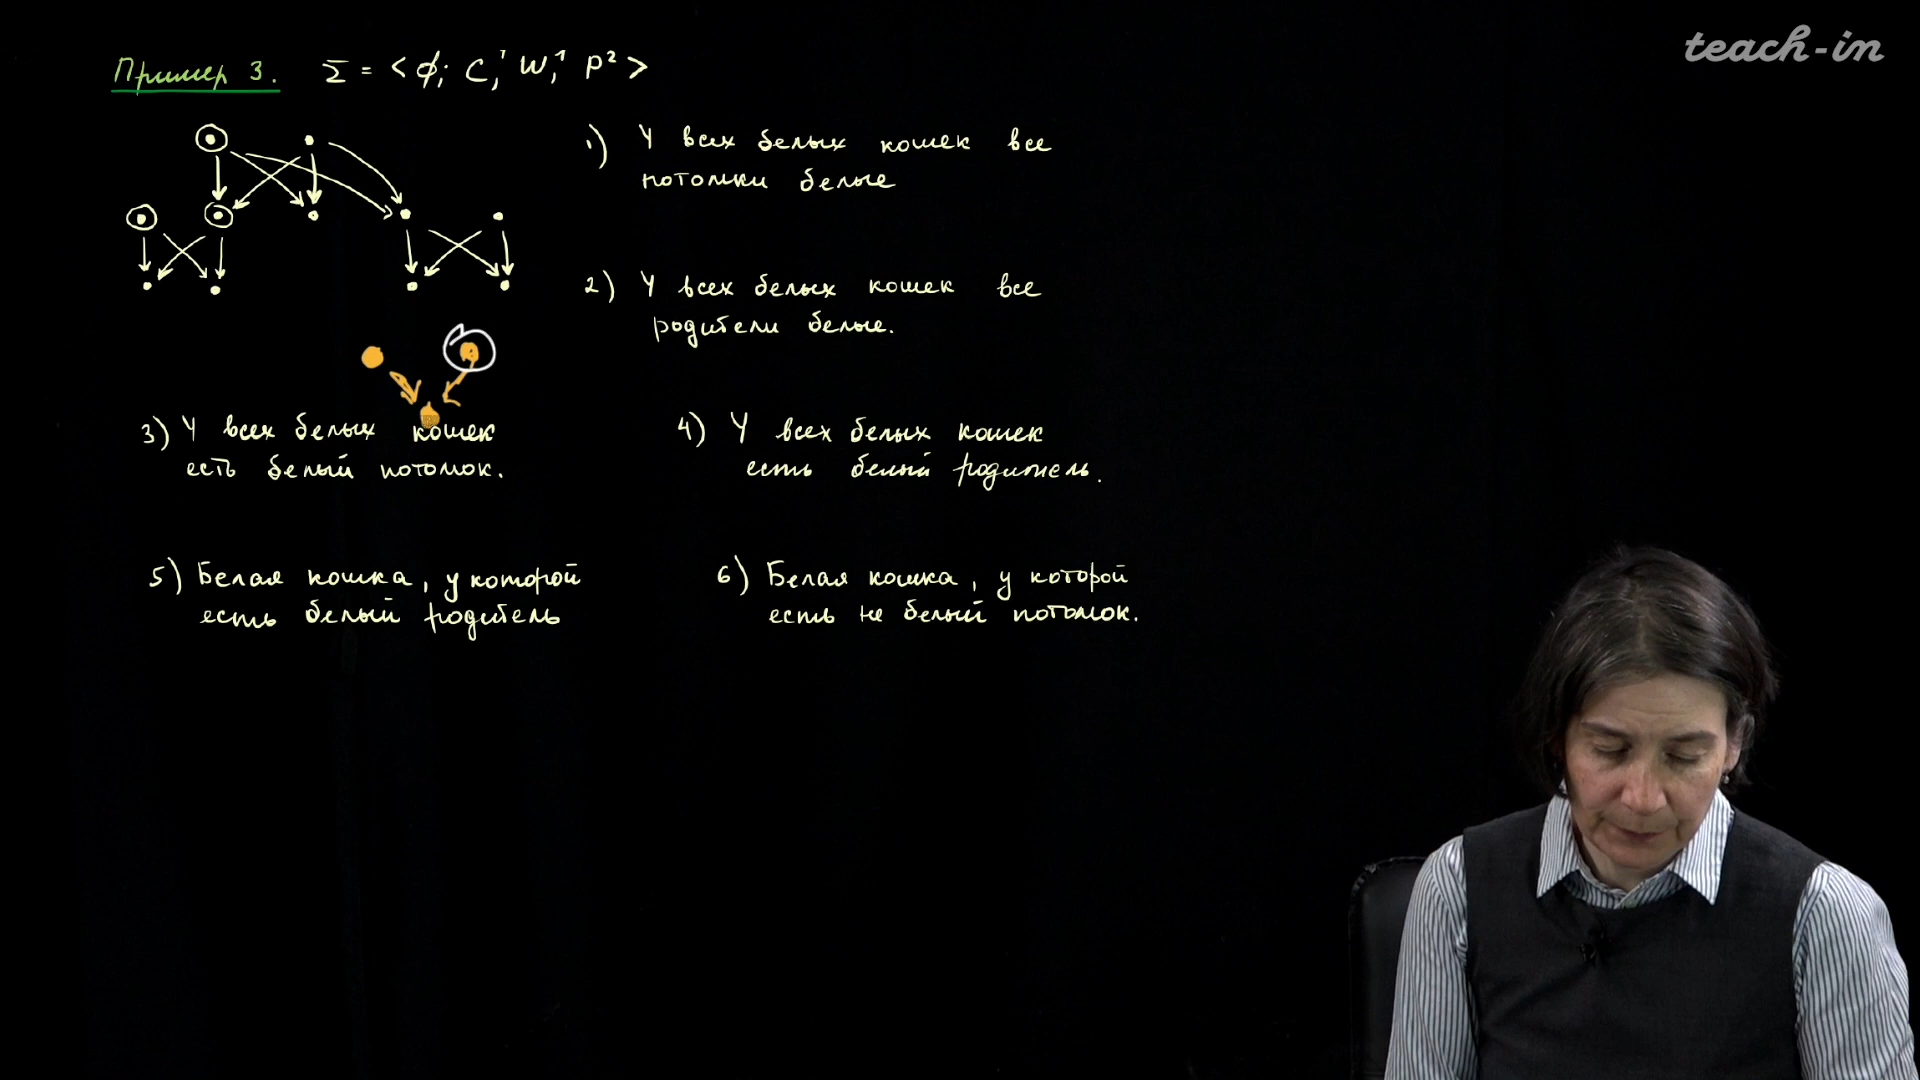 teach-in
Пример 3. Σ = < ∅; C¹, W¹, P² >
1) У всех белых кошек все
потомки белые
2) У всех белых кошек все
родители белые.
3) У всех белых кошек
есть белый потомок.
4) У всех белых кошек
есть белый родитель.
5) Белая кошка, у которой
есть белый родитель
6) Белая кошка, у которой
есть не белый потомок.